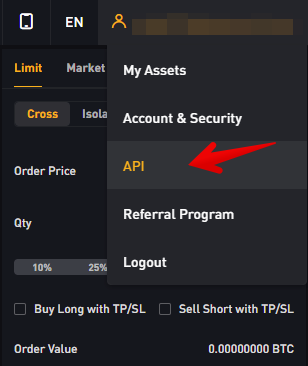 EN
Limit Market
My Assets
Cross Isola
Account & Security
Order Price
API
Qty
Referral Program
10% 25%
Logout
Buy Long with TP/SL Sell Short with TP/SL
Order Value 0.00000000 BTC